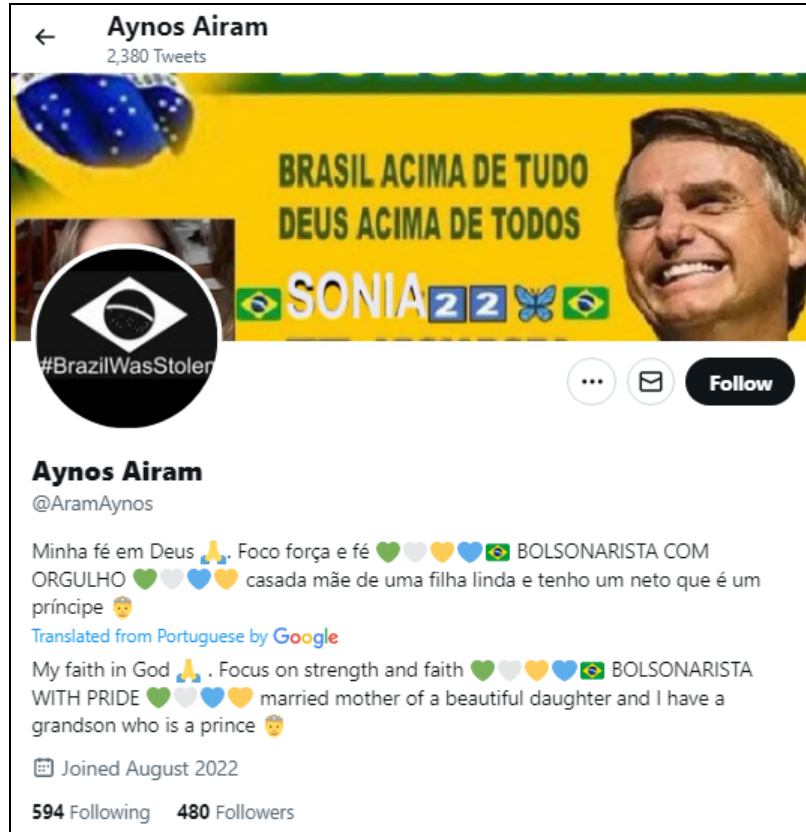 Aynos Airam
2,380 Tweets
BRASIL ACIMA DE TUDO
DEUS ACIMA DE TODOS
SONIA22
#BrazilWasStolen
Follow
Aynos Airam
@AramAynos
Minha fé em Deus 🙏. Foco força e fé 💚🤍💛💙🇧🇷 BOLSONARISTA COM
ORGULHO 💚🤍💙💛 casada mãe de uma filha linda e tenho um neto que é um
príncipe 🤴
Translated from Portuguese by Google
My faith in God 🙏 . Focus on strength and faith 💚🤍💛💙🇧🇷 BOLSONARISTA
WITH PRIDE 💚🤍💙💛 married mother of a beautiful daughter and I have a
grandson who is a prince 🤴
Joined August 2022
594 Following 480 Followers